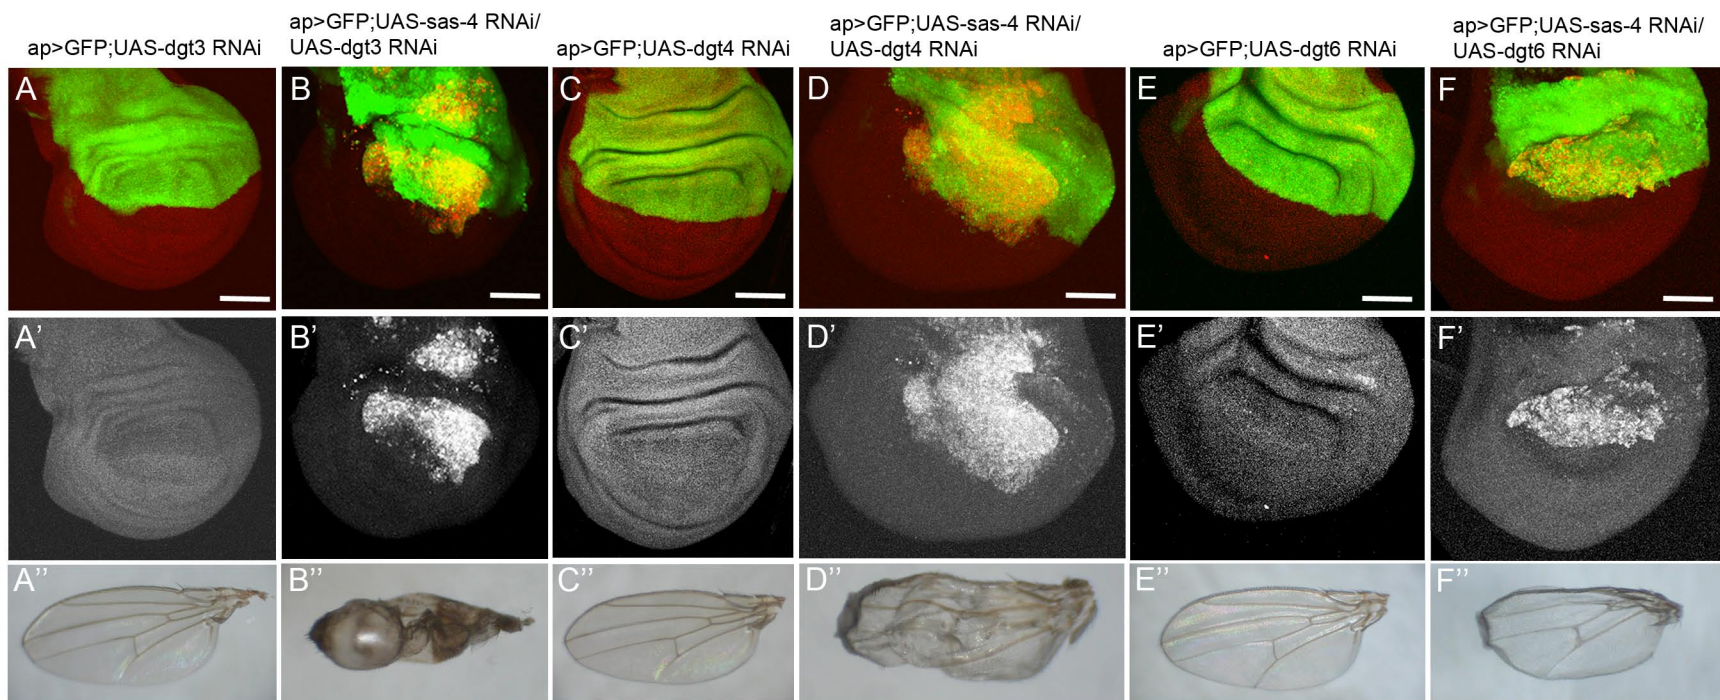 ap>GFP;UAS-dgt3 RNAi
ap>GFP;UAS-sas-4 RNAi/
UAS-dgt3 RNAi
ap>GFP;UAS-dgt4 RNAi
ap>GFP;UAS-sas-4 RNAi/
UAS-dgt4 RNAi
ap>GFP;UAS-dgt6 RNAi
ap>GFP;UAS-sas-4 RNAi/
UAS-dgt6 RNAi
A
B
C
D
E
F
A'
B'
C'
D'
E'
F'
A''
B''
C''
D''
E''
F''